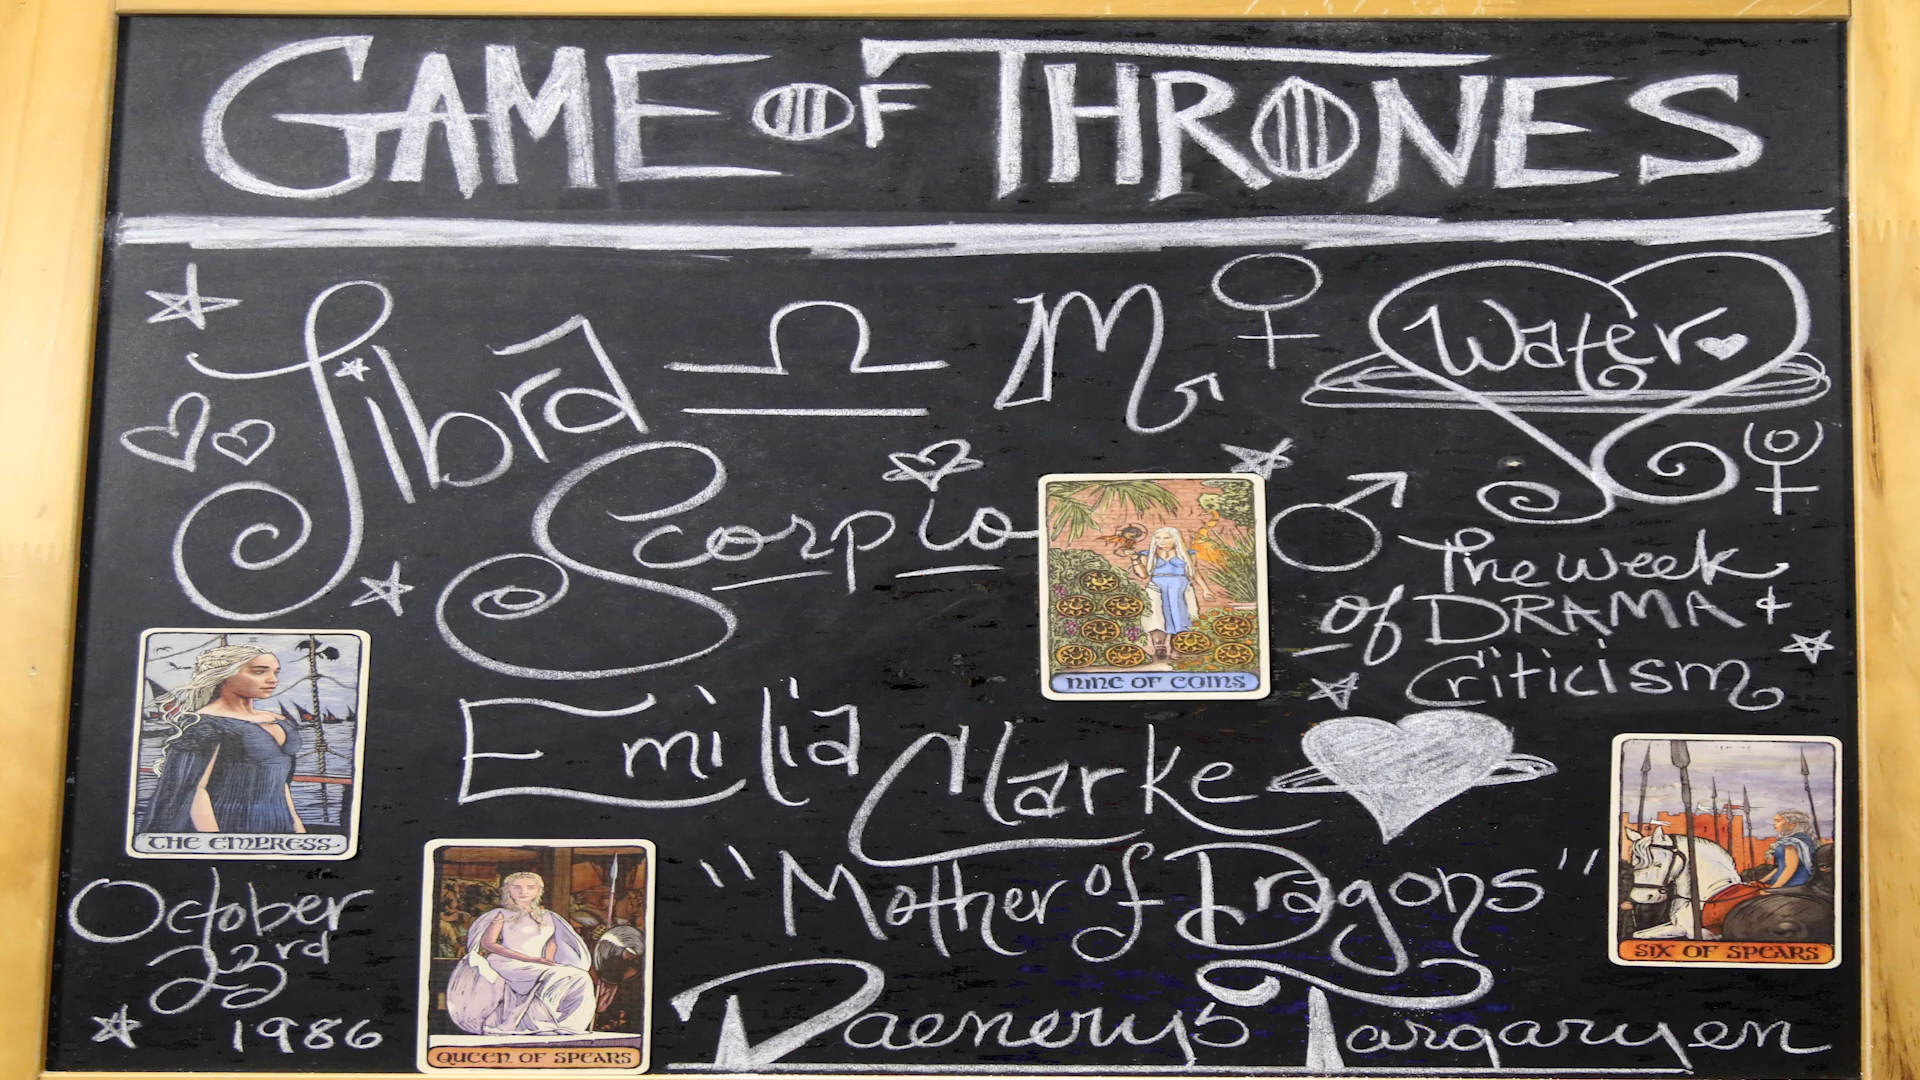 GAME OF THRONES
Libra
Water
Scorpio
The week
of DRAMA &
Criticism
NINE OF COINS
Emilia Clarke
THE EMPRESS
"Mother of Dragons"
SIX OF SPEARS
October
23rd
1986
QUEEN OF SPEARS
Daenerys Targaryen